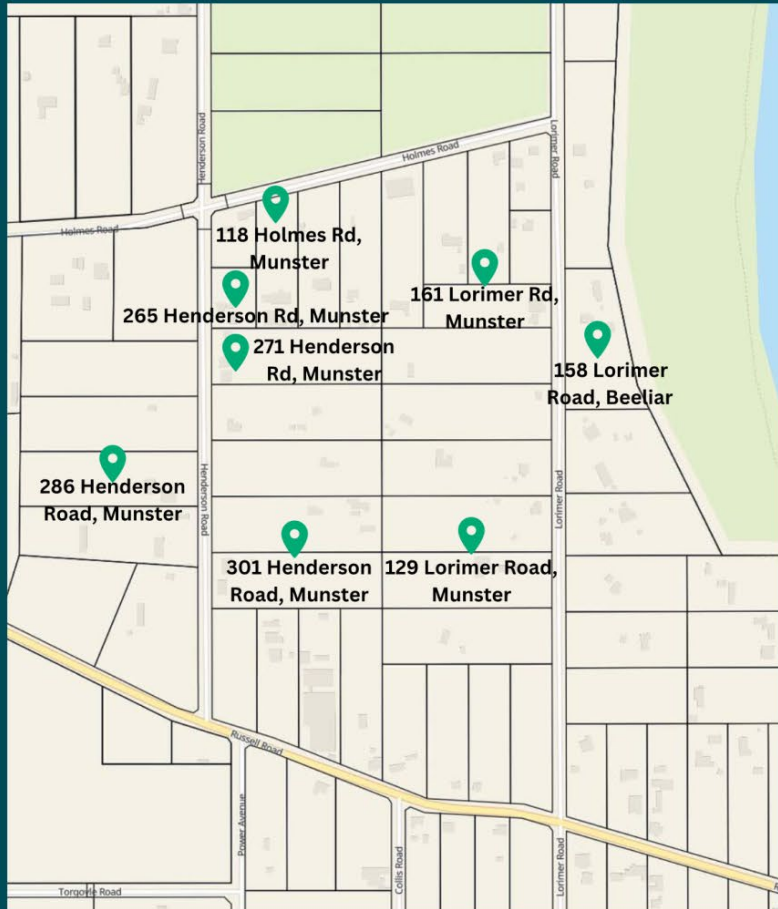 Henderson Road
Lorimer Road
Holmes Road
Holmes Road
118 Holmes Rd,
Munster
265 Henderson Rd, Munster
161 Lorimer Rd,
Munster
271 Henderson
Rd, Munster
158 Lorimer
Road, Beeliar
286 Henderson
Road, Munster
Henderson Road
Lorimer Road
301 Henderson
Road, Munster
129 Lorimer Road,
Munster
Russell Road
Power Avenue
Collis Road
Lorimer Road
Torgoyle Road